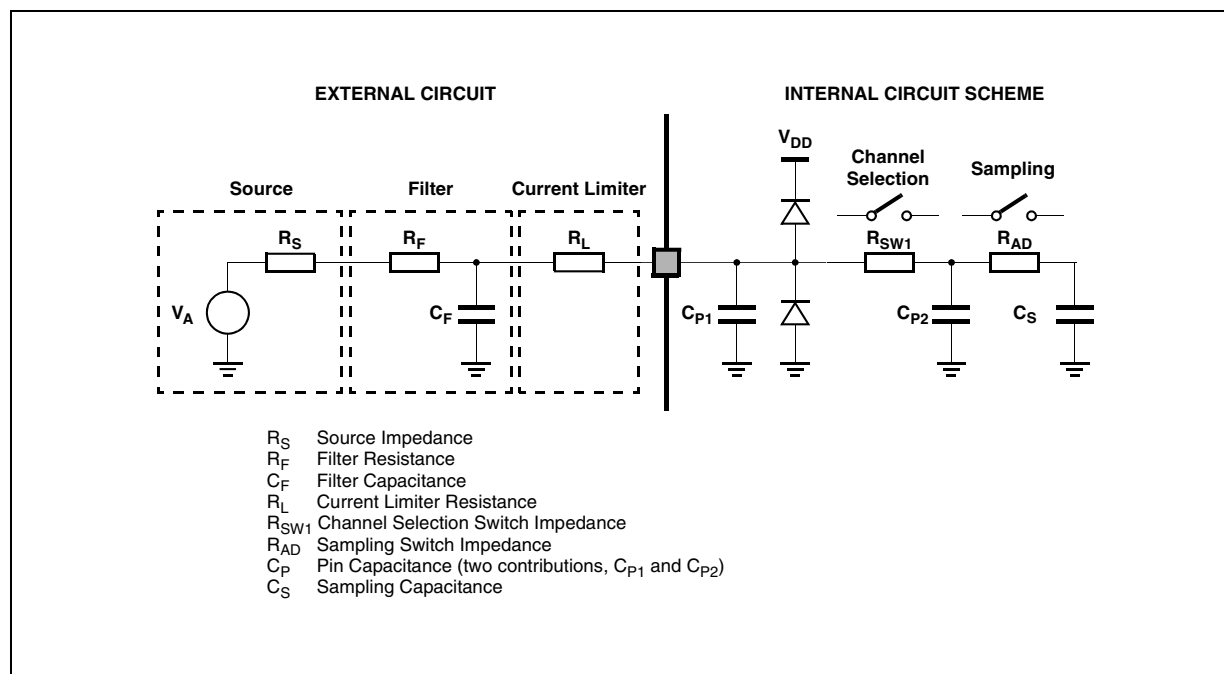 EXTERNAL CIRCUIT
INTERNAL CIRCUIT SCHEME
VDD
Channel
Selection
Sampling
Source
Filter
Current Limiter
RS
RF
RL
RSW1
RAD
VA
CF
CP1
CP2
CS
RS Source Impedance
RF Filter Resistance
CF Filter Capacitance
RL Current Limiter Resistance
RSW1 Channel Selection Switch Impedance
RAD Sampling Switch Impedance
CP Pin Capacitance (two contributions, CP1 and CP2)
CS Sampling Capacitance